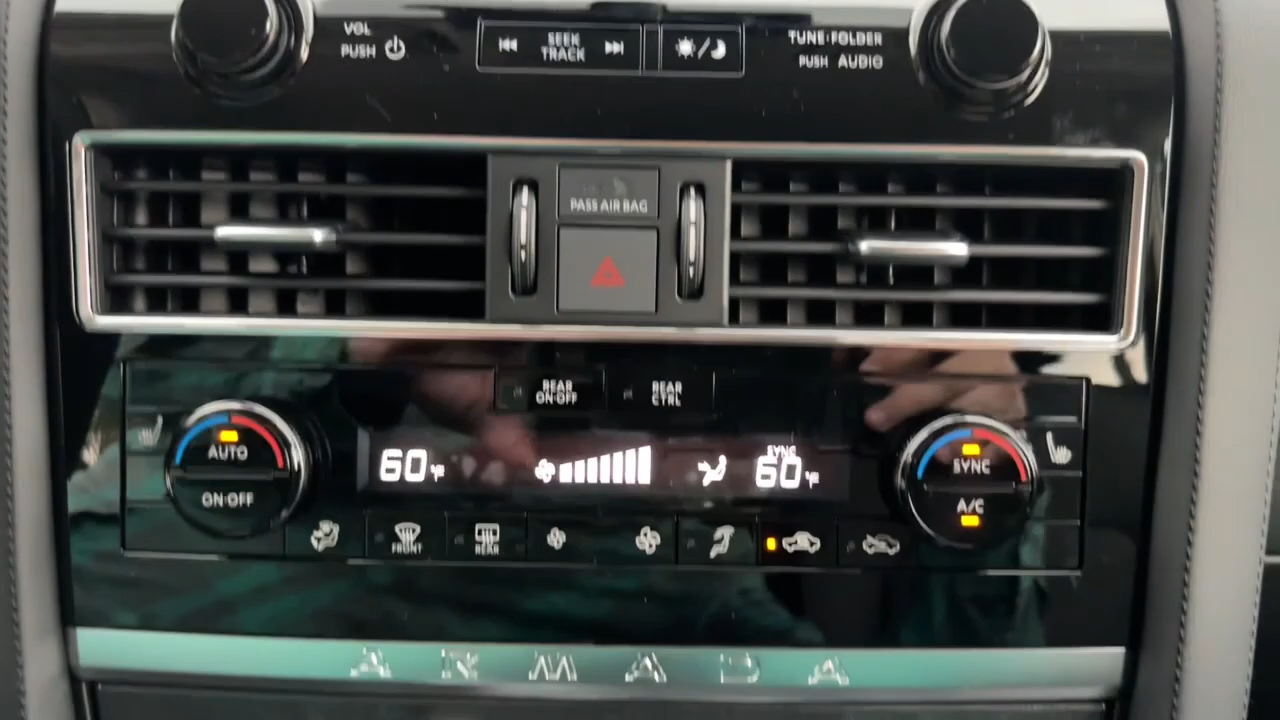 VOL
PUSH
SEEK
TRACK
TUNE·FOLDER
PUSH AUDIO
PASS AIR BAG
REAR
ON·OFF
REAR
CTRL
AUTO
ON·OFF
60°F
SYNC
60°F
SYNC
A/C
FRONT
REAR
ARMADA